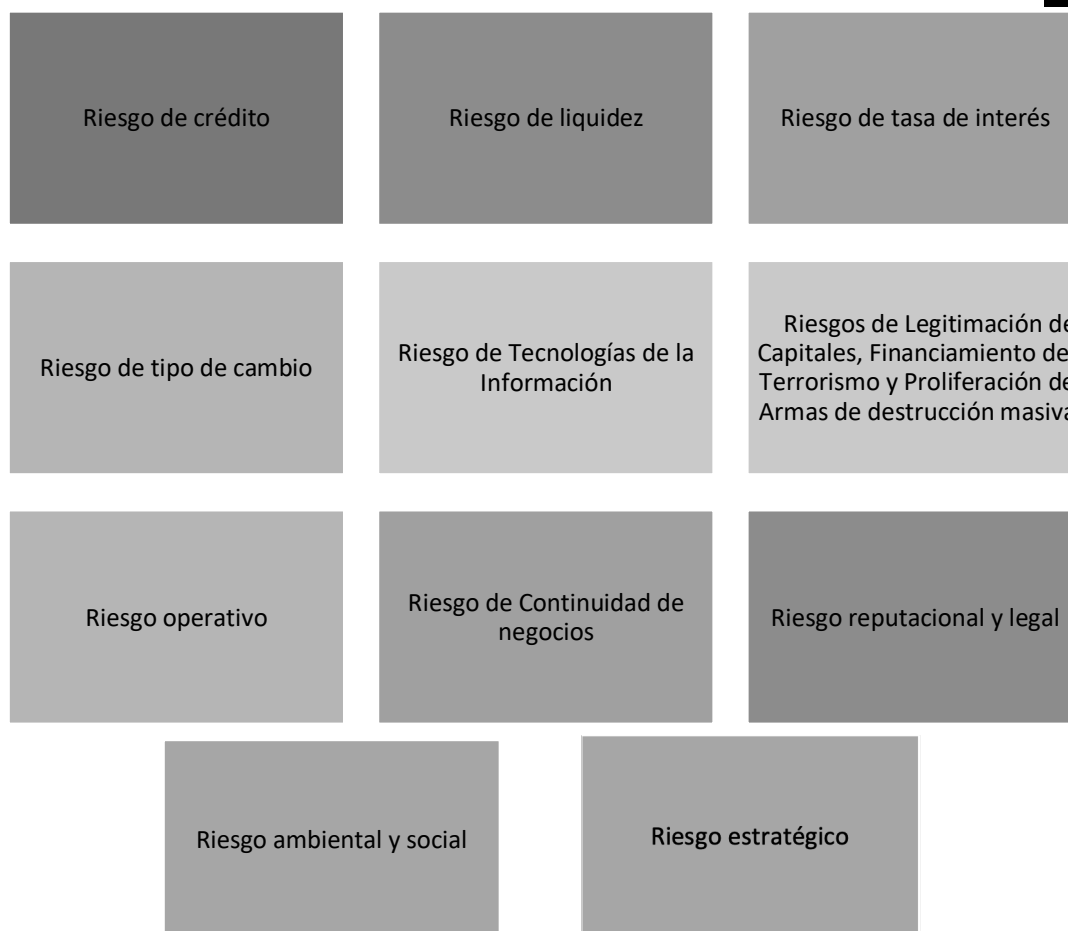 Riesgo de crédito
Riesgo de liquidez
Riesgo de tasa de interés
Riesgo de tipo de cambio
Riesgo de Tecnologías de la
Información
Riesgos de Legitimación de
Capitales, Financiamiento de
Terrorismo y Proliferación de
Armas de destrucción masiva
Riesgo operativo
Riesgo de Continuidad de
negocios
Riesgo reputacional y legal
Riesgo ambiental y social
Riesgo estratégico